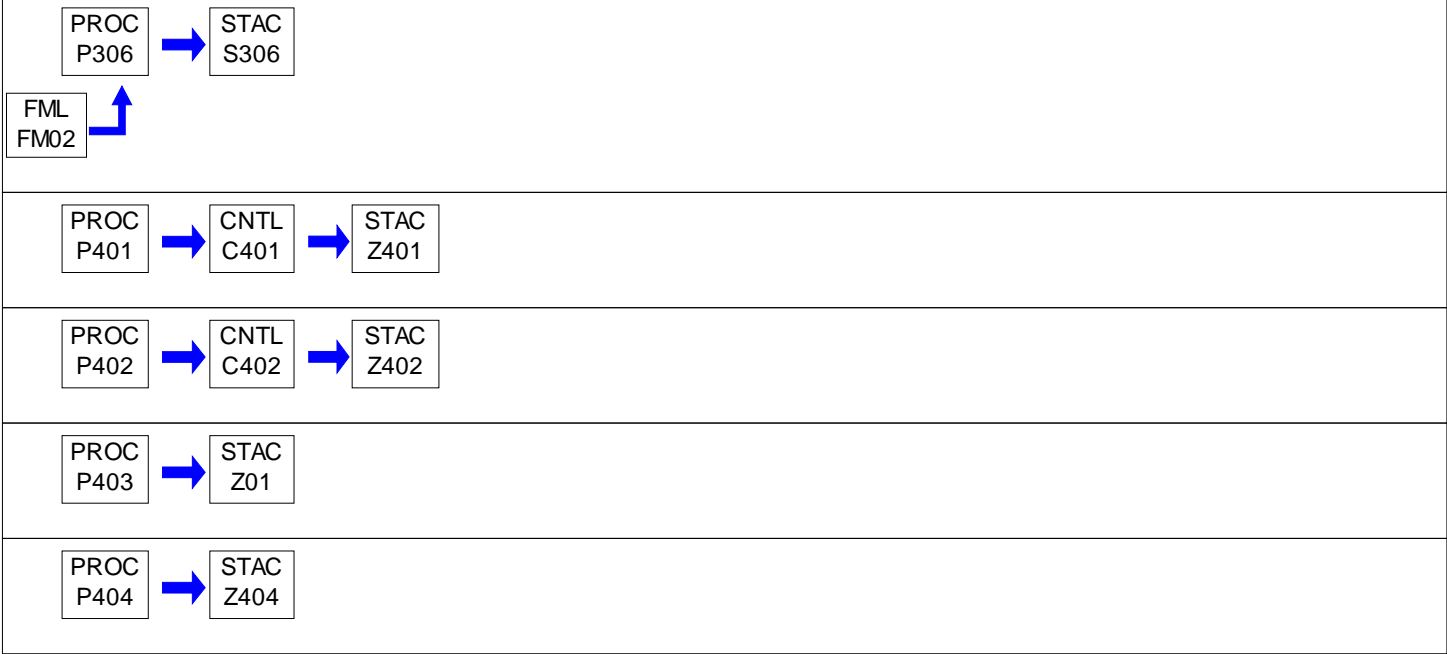 PROC
P306
STAC
S306
FML
FM02
PROC
P401
CNTL
C401
STAC
Z401
PROC
P402
CNTL
C402
STAC
Z402
PROC
P403
STAC
Z01
PROC
P404
STAC
Z404